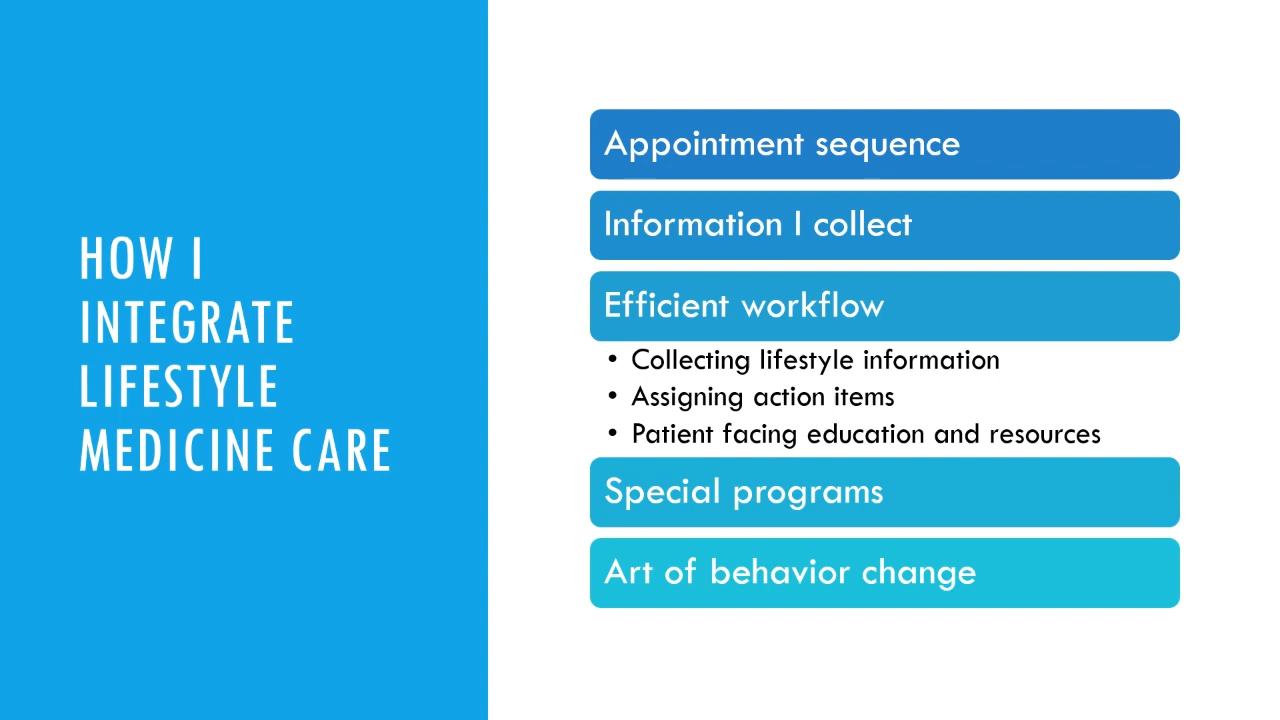 HOW I
INTEGRATE
LIFESTYLE
MEDICINE CARE
Appointment sequence
Information I collect
Efficient workflow
• Collecting lifestyle information
• Assigning action items
• Patient facing education and resources
Special programs
Art of behavior change